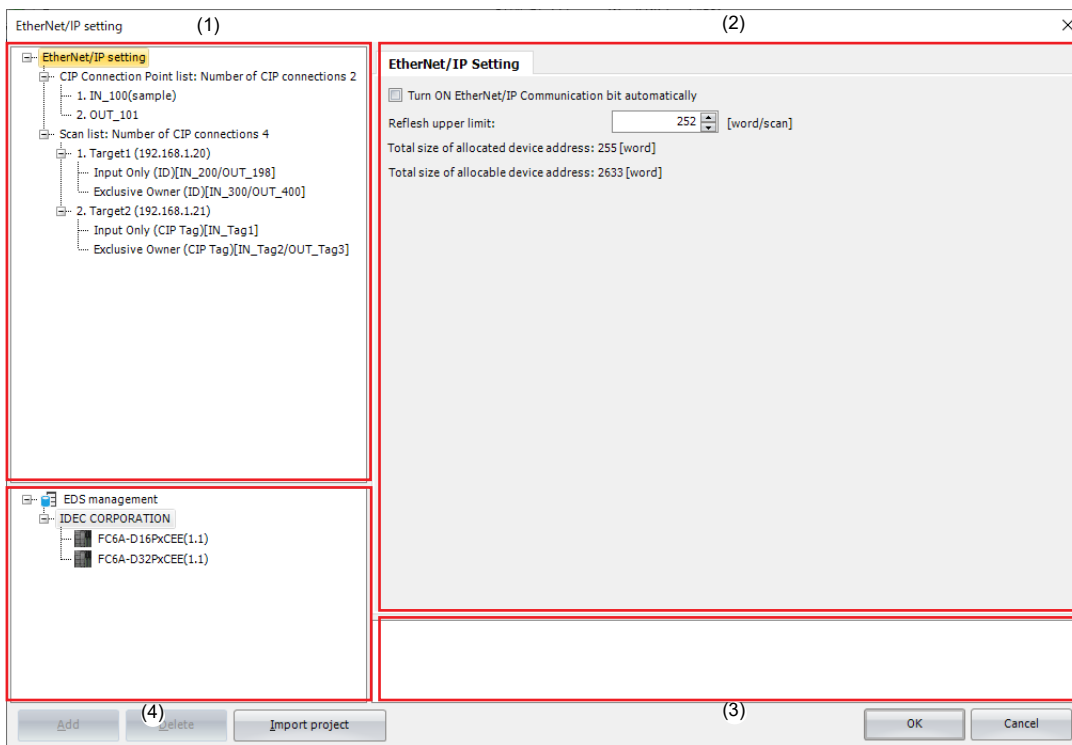 EtherNet/IP setting
(1)
(2)
EtherNet/IP setting
CIP Connection Point list: Number of CIP connections 2
1. IN_100(sample)
2. OUT_101
Scan list: Number of CIP connections 4
1. Target1 (192.168.1.20)
Input Only (ID)[IN_200/OUT_198]
Exclusive Owner (ID)[IN_300/OUT_400]
2. Target2 (192.168.1.21)
Input Only (CIP Tag)[IN_Tag1]
Exclusive Owner (CIP Tag)[IN_Tag2/OUT_Tag3]
EtherNet/IP Setting
Turn ON EtherNet/IP Communication bit automatically
Reflesh upper limit: 252 [word/scan]
Total size of allocated device address: 255 [word]
Total size of allocable device address: 2633 [word]
EDS management
IDEC CORPORATION
FC6A-D16PxCEE(1.1)
FC6A-D32PxCEE(1.1)
(4)
(3)
Add Delete Import project OK Cancel